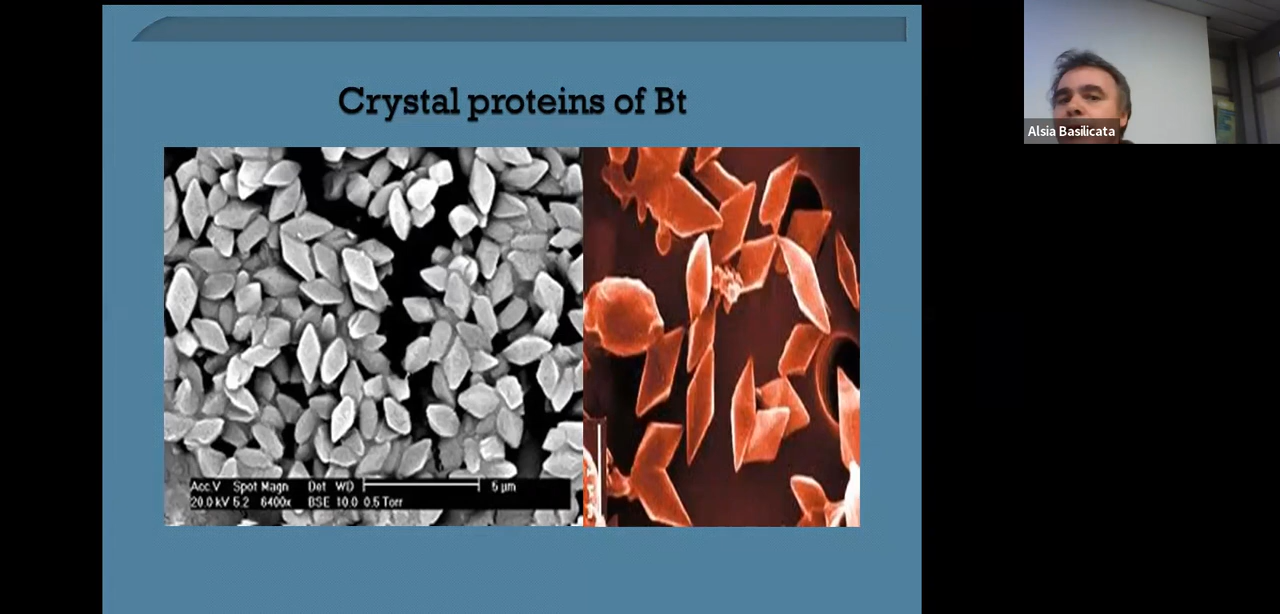 Crystal proteins of Bt
Alsia Basilicata
Acc.V Spot Magn Det WD 5 µm
20.0 kV 5.2 6400x BSE 10.0 0.5 Torr